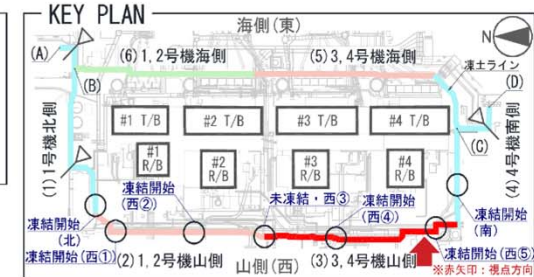 KEY PLAN
海側(東)
N
(A)
(6)1,2号機海側
(5)3,4号機海側
凍土ライン
(B)
(D)
#1 T/B
#2 T/B
#3 T/B
#4 T/B
(C)
(1)1号機北側
(4)4号機南側
#1
R/B
#2
R/B
#3
R/B
#4
R/B
凍結開始
(西②)
未凍結・西③
凍結開始
(西④)
凍結開始
(南)
凍結開始
(北)
凍結開始(西①)
(2)1,2号機山側
山側(西)
(3)3,4号機山側
凍結開始(西⑤)
※赤矢印:視点方向